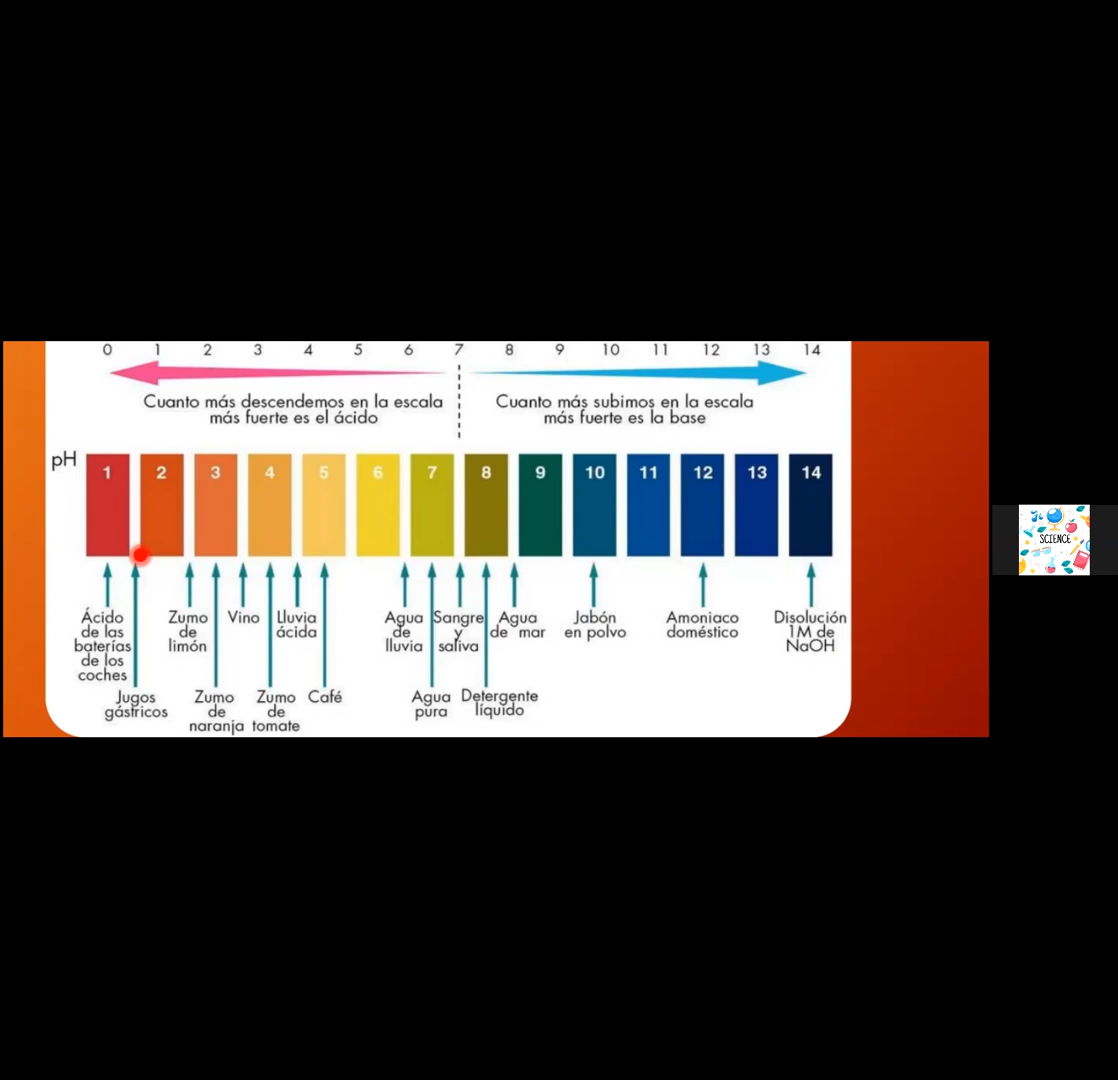 0 1 2 3 4 5 6 7 8 9 10 11 12 13 14
Cuanto más descendemos en la escala
más fuerte es el ácido
Cuanto más subimos en la escala
más fuerte es la base
pH
1 2 3 4 5 6 7 8 9 10 11 12 13 14
Ácido
de las
baterías
de los
coches
Jugos
gástricos
Zumo
de
limón
Zumo
de
naranja
Vino
Zumo
de
tomate
Lluvia
ácida
Café
Agua
de
lluvia
Agua
pura
Sangre
y
saliva
Detergente
líquido
Agua
de mar
Jabón
en polvo
Amoniaco
doméstico
Disolución
1M de
NaOH
SCIENCE